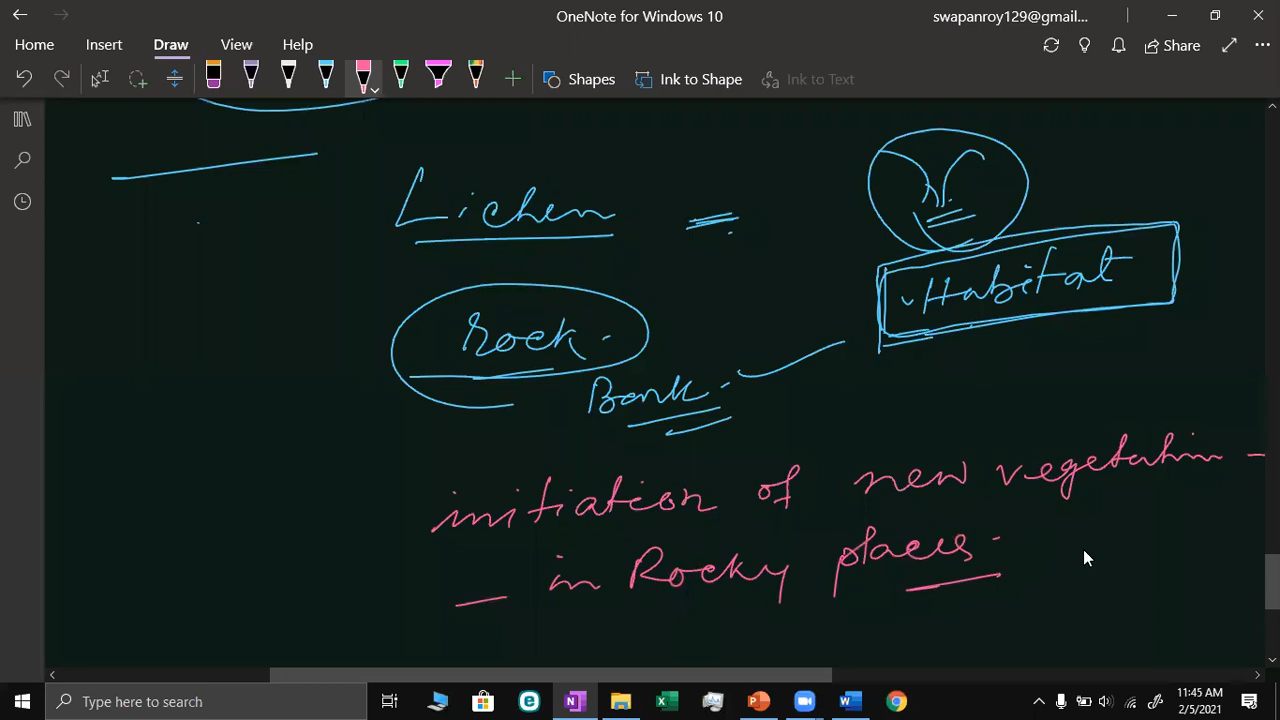 OneNote for Windows 10
swapanroy129@gmail...
Home Insert Draw View Help
Share
Shapes Ink to Shape Ink to Text
Lichen =
Habitat
Rock.
initiation of new vegetation -
in Rocky places.
Type here to search
1:45 AM
2/5/2021